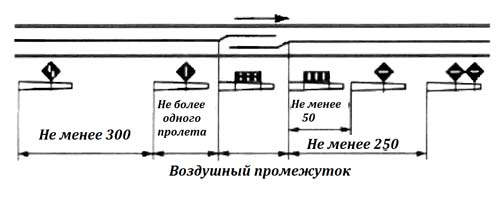 Не более
одного
пролета
Не менее
50
Не менее 300
Не менее 250
Воздушный промежуток